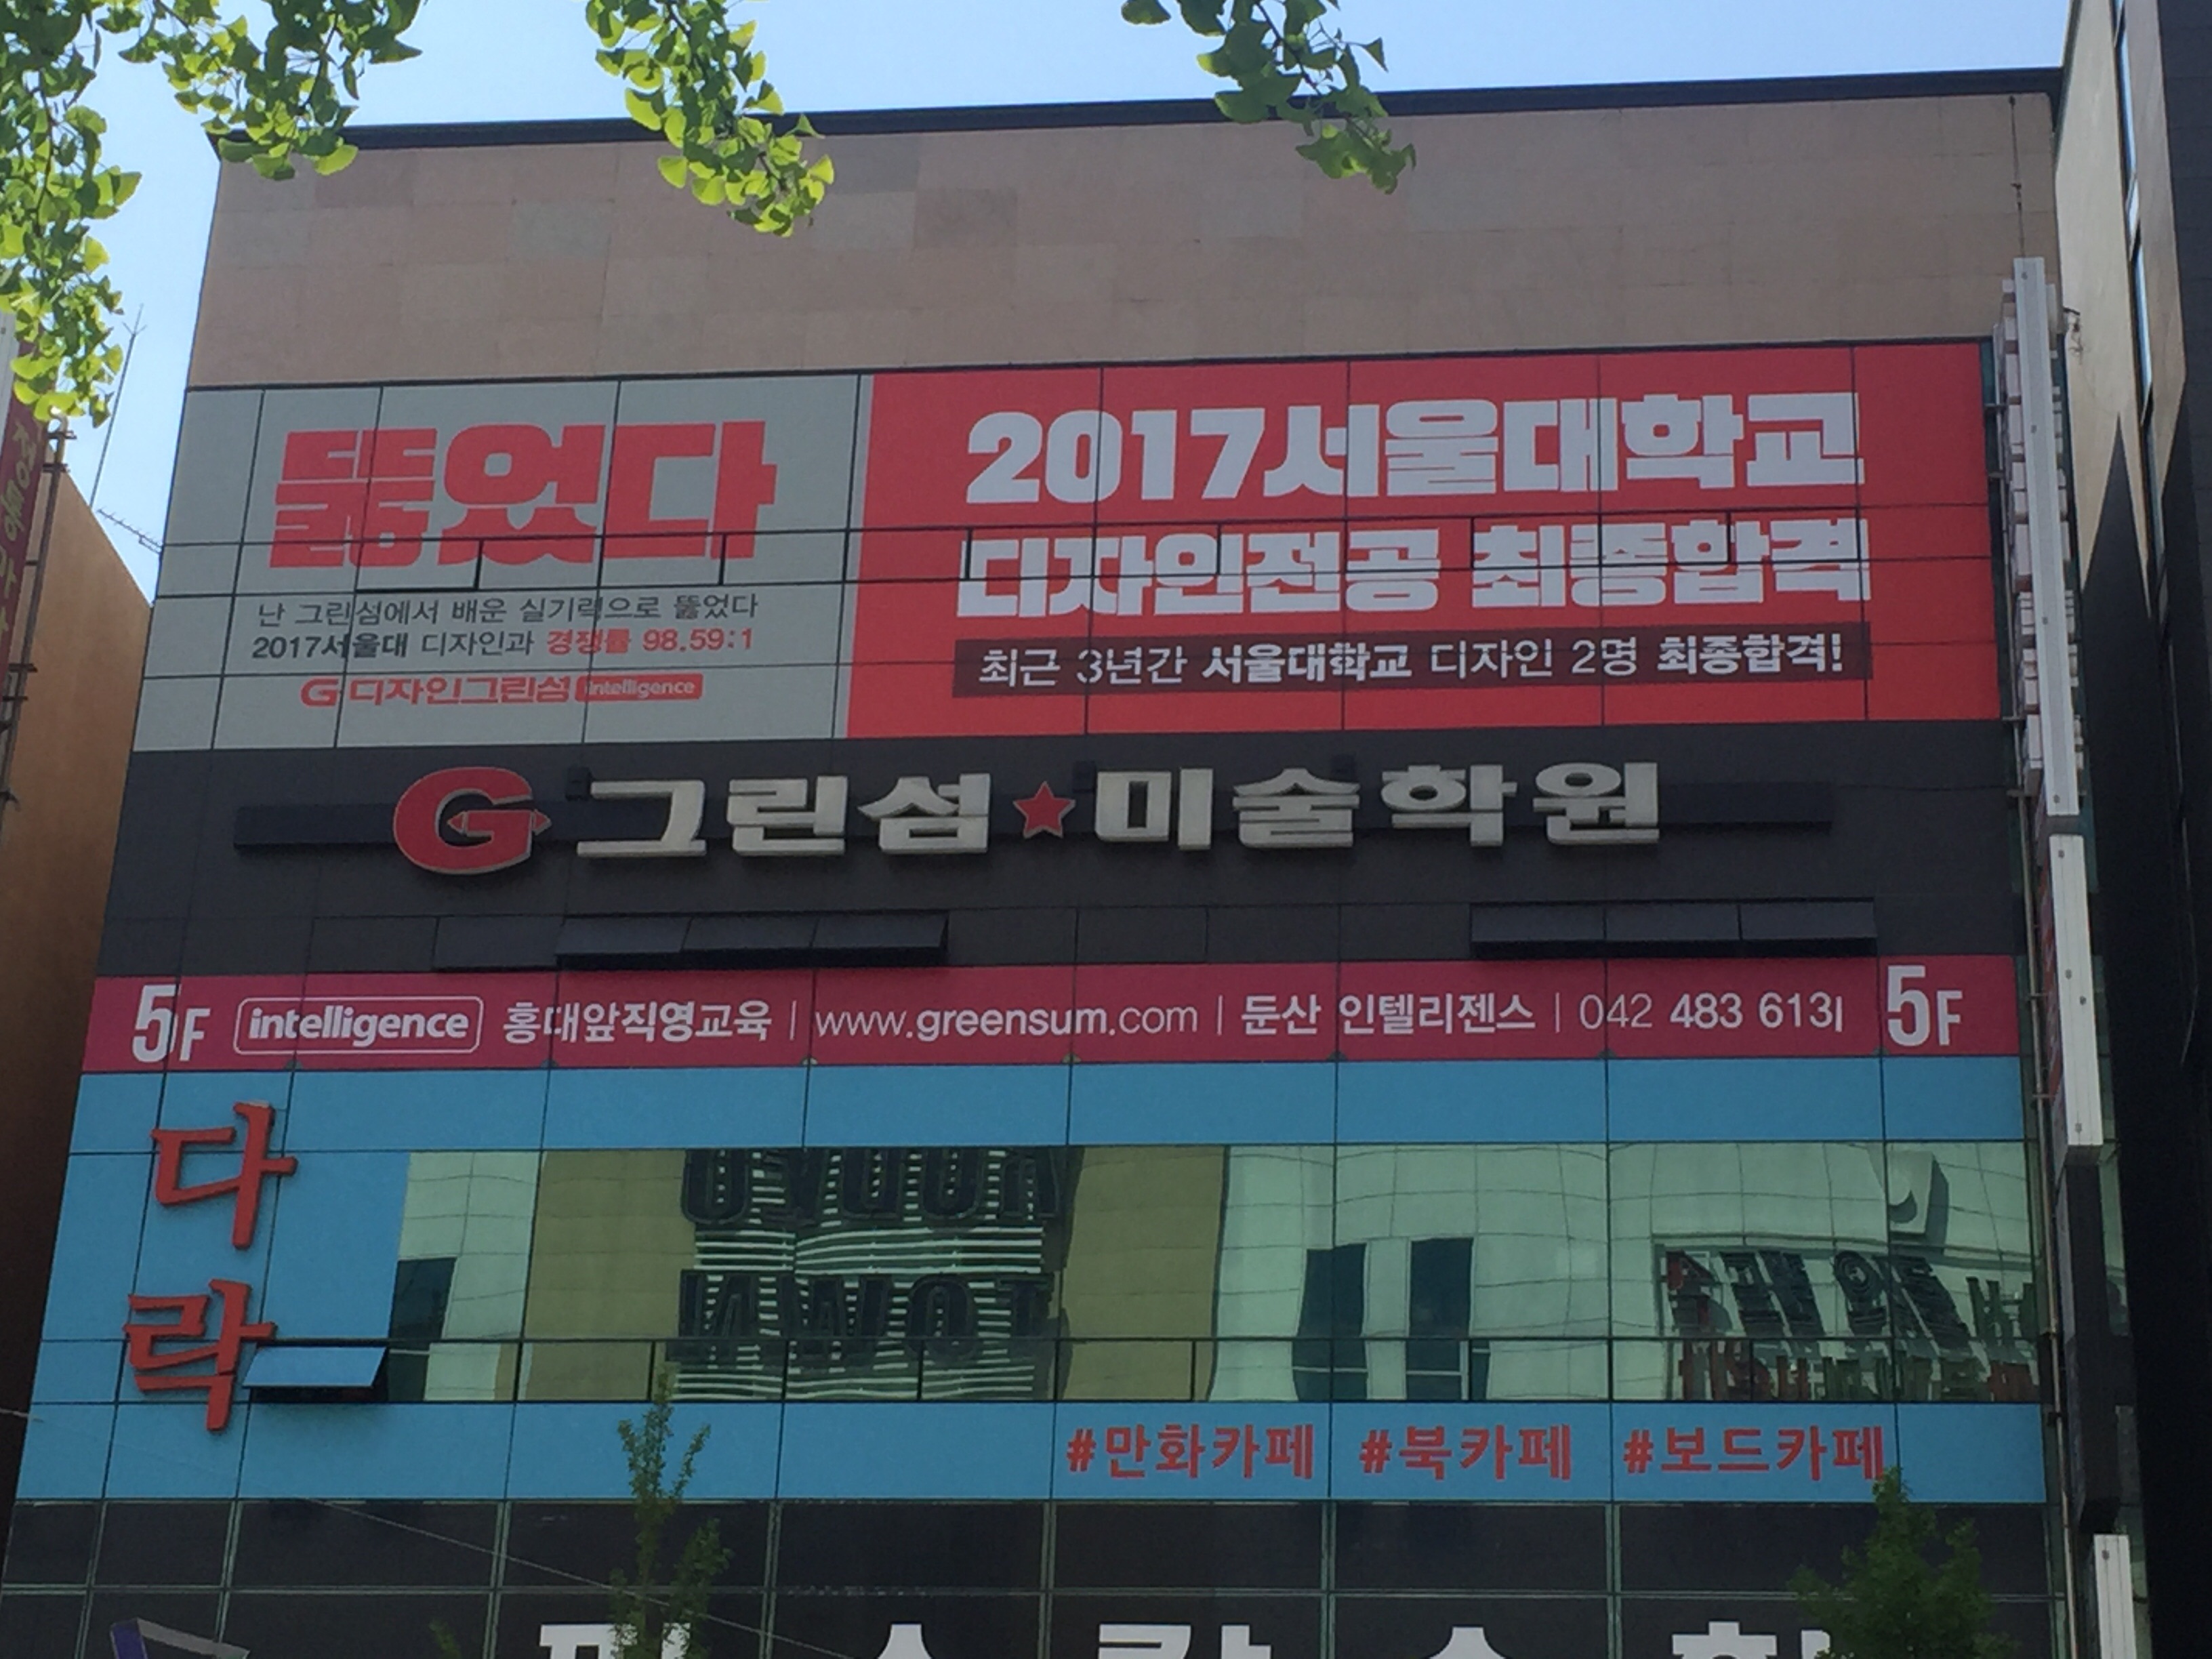 뚫었다
난 그린섬에서 배운 실기력으로 뚫었다
2017서울대 디자인과 경쟁률 98.59:1
G 디자인그린섬 intelligence
2017서울대학교
디자인전공 최종합격
최근 3년간 서울대학교 디자인 2명 최종합격!
G그린섬★미술학원
5F intelligence 홍대앞직영교육 | www.greensum.com | 둔산 인텔리젠스 | 042 483 6131 5F
다락
#만화카페 #북카페 #보드카페